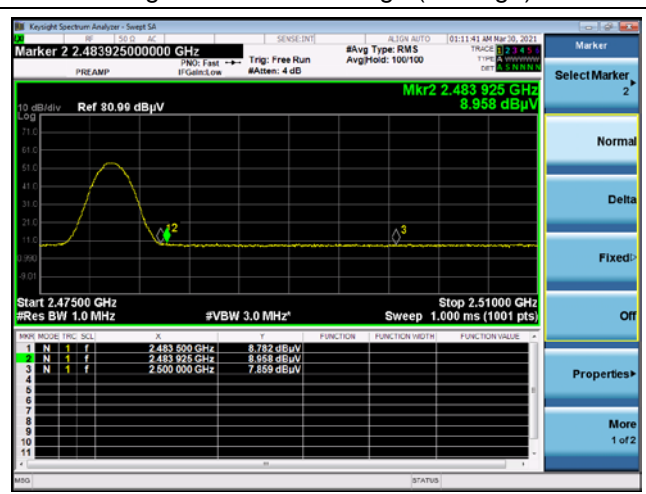 Keysight Spectrum Analyzer - Swept SA
RF 50 Ω AC SENSE:INT ALIGN AUTO 01:11:41 AM Mar 30, 2021
Marker 2 2.483925000000 GHz
PREAMP
PNO: Fast
IFGain:Low
Trig: Free Run
#Atten: 4 dB
#Avg Type: RMS
Avg|Hold: 100/100
TRACE 1 2 3 4 5 6
TYPE A WWWWW
DET A S N N N N
Mkr2 2.483 925 GHz
8.958 dBµV
10 dB/div Ref 80.99 dBµV
Log
71.0
61.0
51.0
41.0
31.0
21.0
11.0
0.990
-9.01
2
3
Start 2.47500 GHz Stop 2.51000 GHz
#Res BW 1.0 MHz #VBW 3.0 MHz* Sweep 1.000 ms (1001 pts)
MKR MODE TRC SCL X Y FUNCTION FUNCTION WIDTH FUNCTION VALUE
1 N 1 f 2.483 500 GHz 8.782 dBµV
2 N 1 f 2.483 925 GHz 8.958 dBµV
3 N 1 f 2.500 000 GHz 7.859 dBµV
4
5
6
7
8
9
10
11
MSG STATUS
Marker
Select Marker
2
Normal
Delta
Fixed
Off
Properties
More
1 of 2